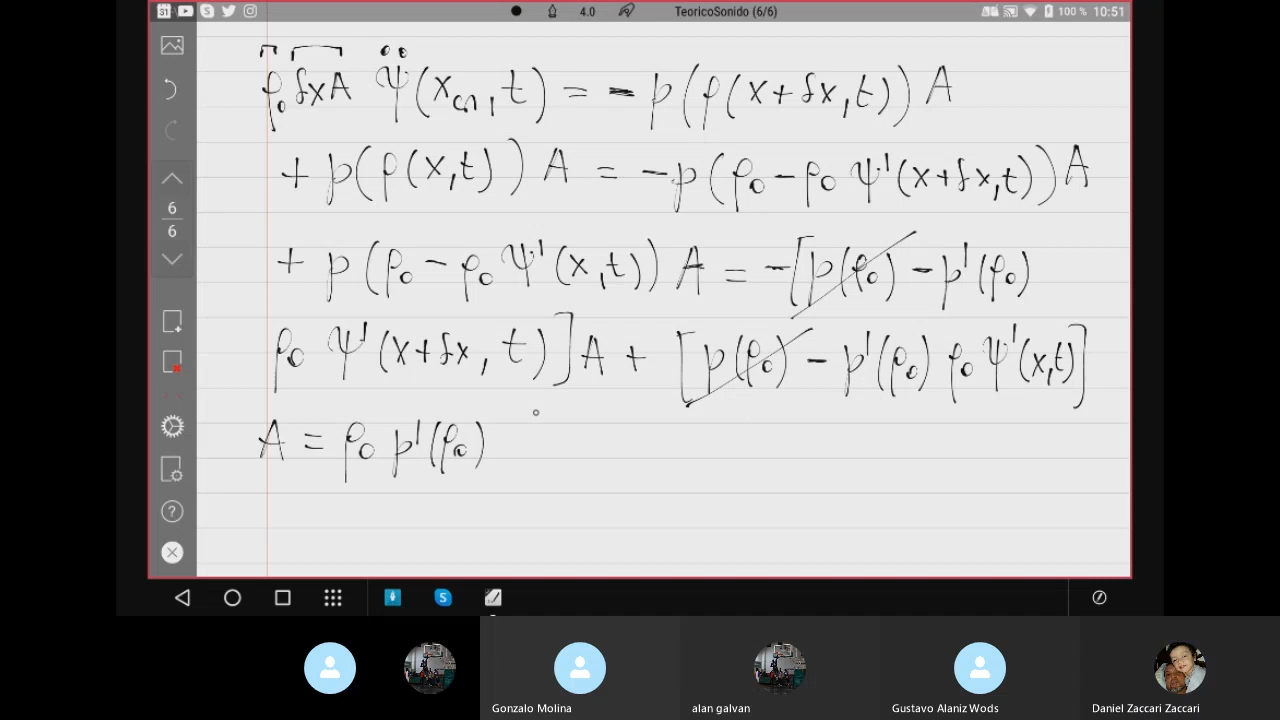 31 4.0 TeoricoSonido (6/6) 100 % 10:51
ρ₀ δx A ψ̈(x_cm, t) = - p(ρ(x+δx, t)) A
+ p(ρ(x,t)) A = -p(ρ₀ - ρ₀ ψ'(x+δx,t)) A
+ p(ρ₀ - ρ₀ ψ'(x,t)) A = -[p(ρ₀) - p'(ρ₀)
ρ₀ ψ'(x+δx, t)] A + [p(ρ₀) - p'(ρ₀) ρ₀ ψ'(x,t)]
A = ρ₀ p'(ρ₀)
6
6
?
Gonzalo Molina
alan galvan
Gustavo Alaniz Wods
Daniel Zaccari Zaccari